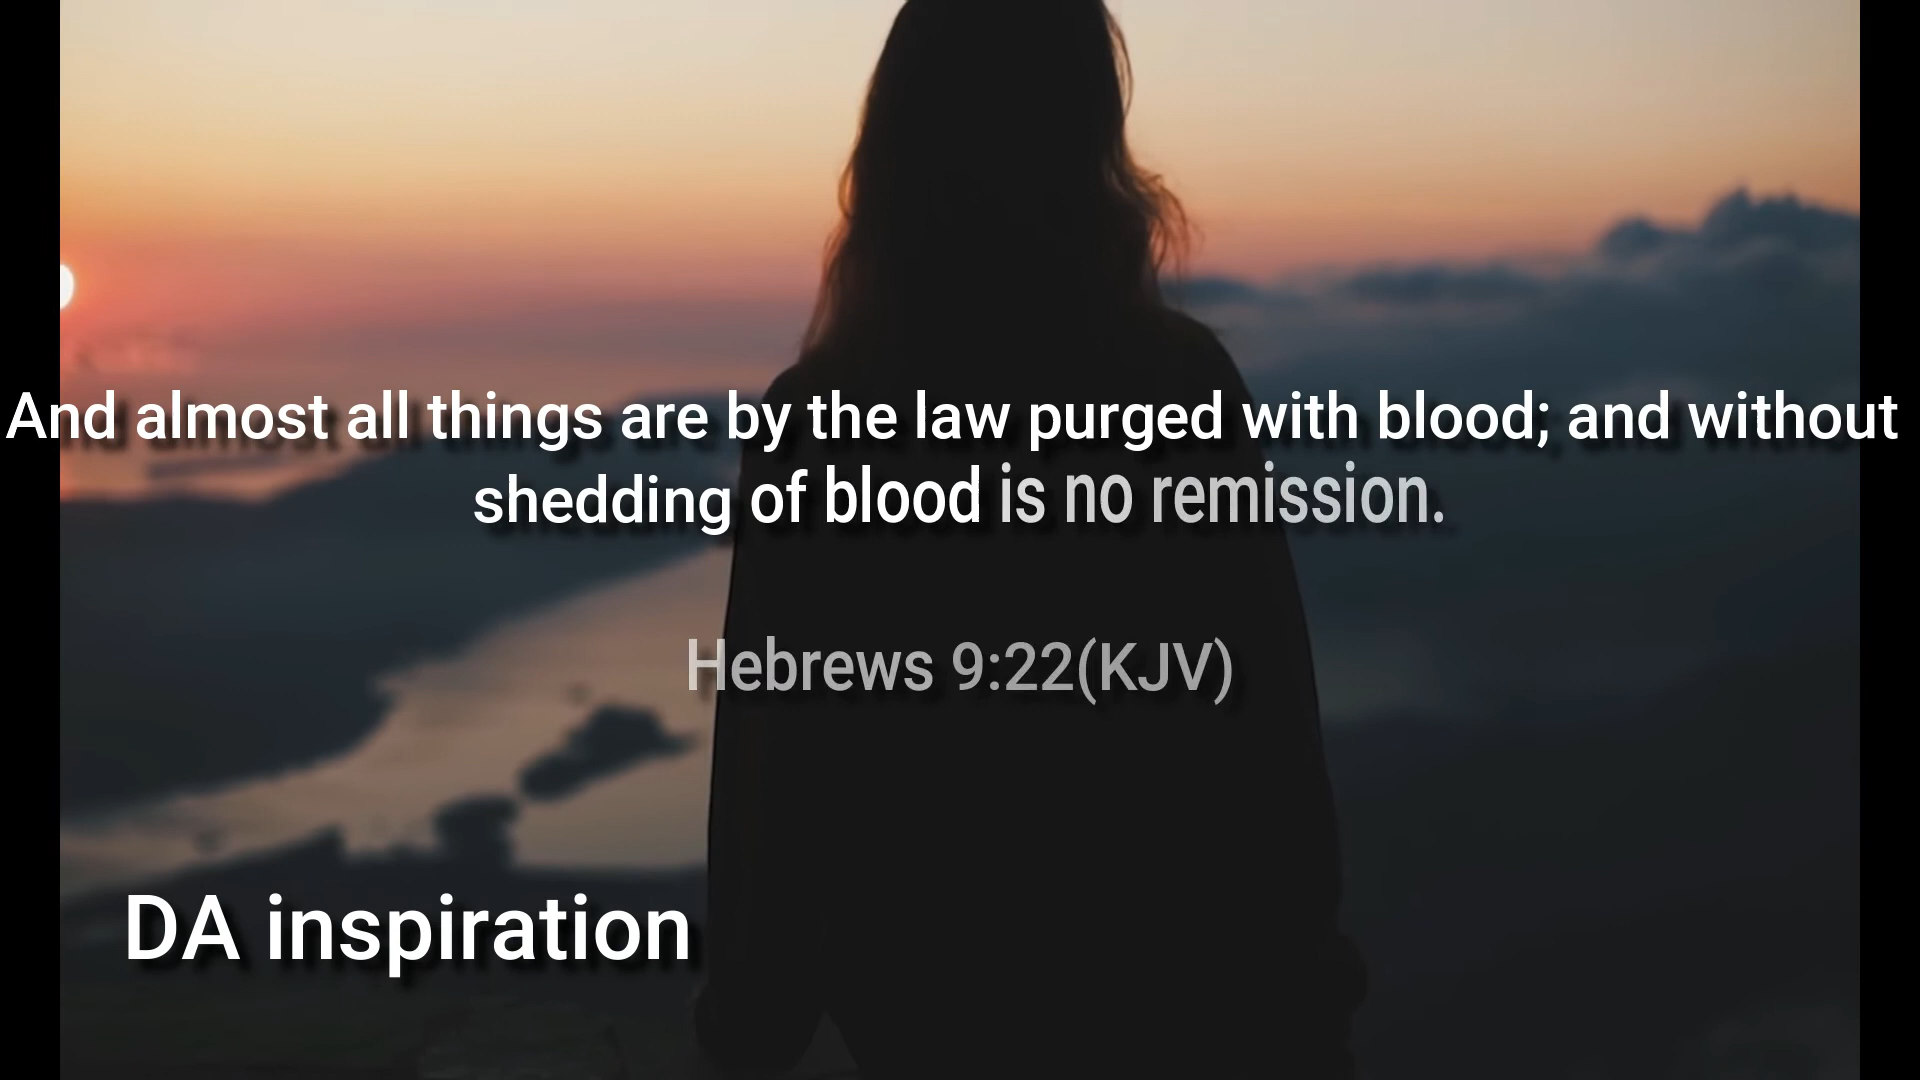 And almost all things are by the law purged with blood; and without
shedding of blood is no remission.
Hebrews 9:22(KJV)
DA inspiration